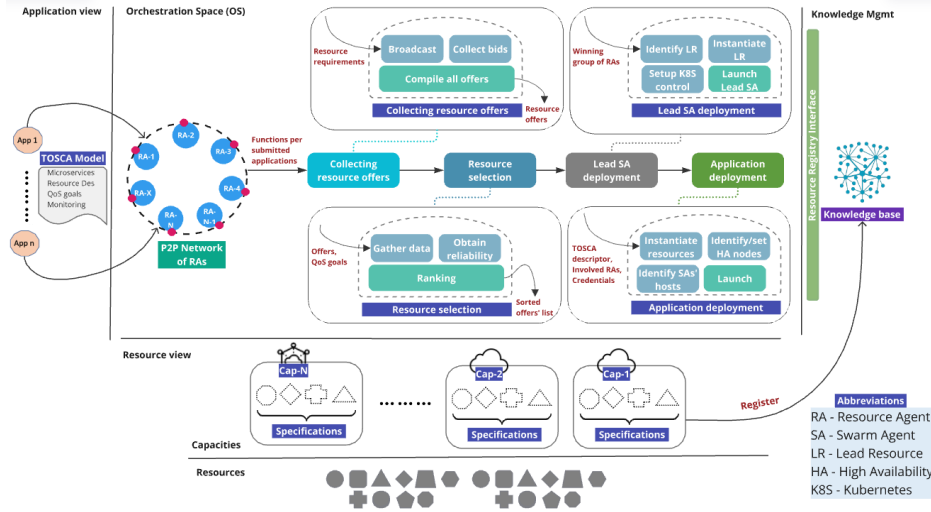 Application view
Orchestration Space (OS)
Knowledge Mgmt
App 1
TOSCA Model
Microservices
Resource Des
QoS goals
Monitoring
App n
RA-1
RA-2
RA-3
RA-4
RA-
N-1
RA-
N
RA-X
P2P Network
of RAs
Functions per
submitted
applications
Resource
requirements
Broadcast
Collect bids
Compile all offers
Collecting resource offers
Resource
offers
Winning
group of RAs
Identify LR
Instantiate
LR
Setup K8S
control
Launch
Lead SA
Lead SA deployment
Collecting
resource offers
Resource
selection
Lead SA
deployment
Application
deployment
Offers,
QoS goals
Gather data
Obtain
reliability
Ranking
Resource selection
Sorted
offers' list
TOSCA
descriptor,
Involved RAs,
Credentials
Instantiate
resources
Identify/set
HA nodes
Identify SAs'
hosts
Launch
Application deployment
Resource Registry Interface
Knowledge base
Resource view
Cap-N
Specifications
Cap-2
Specifications
Cap-1
Specifications
Capacities
Register
Resources
Abbreviations
RA - Resource Agent
SA - Swarm Agent
LR - Lead Resource
HA - High Availability
K8S - Kubernetes